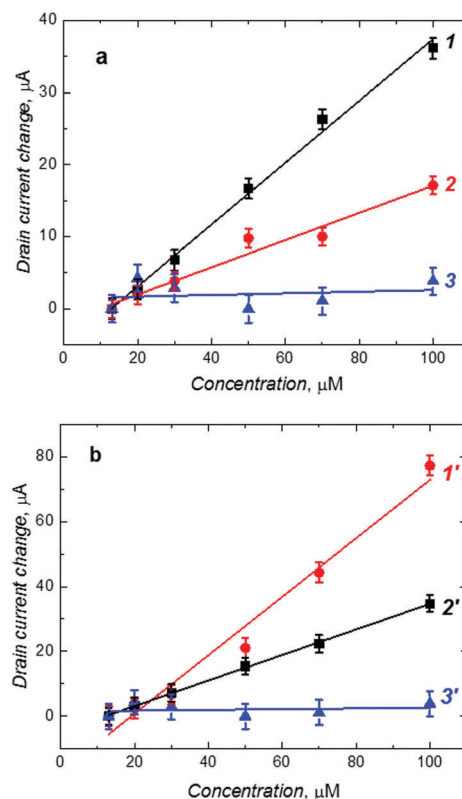 40
30
20
10
0
Drain current change, μA
a
1
2
3
0 20 40 60 80 100
Concentration, μM
80
60
40
20
0
Drain current change, μA
b
1'
2'
3'
0 20 40 60 80 100
Concentration, μM